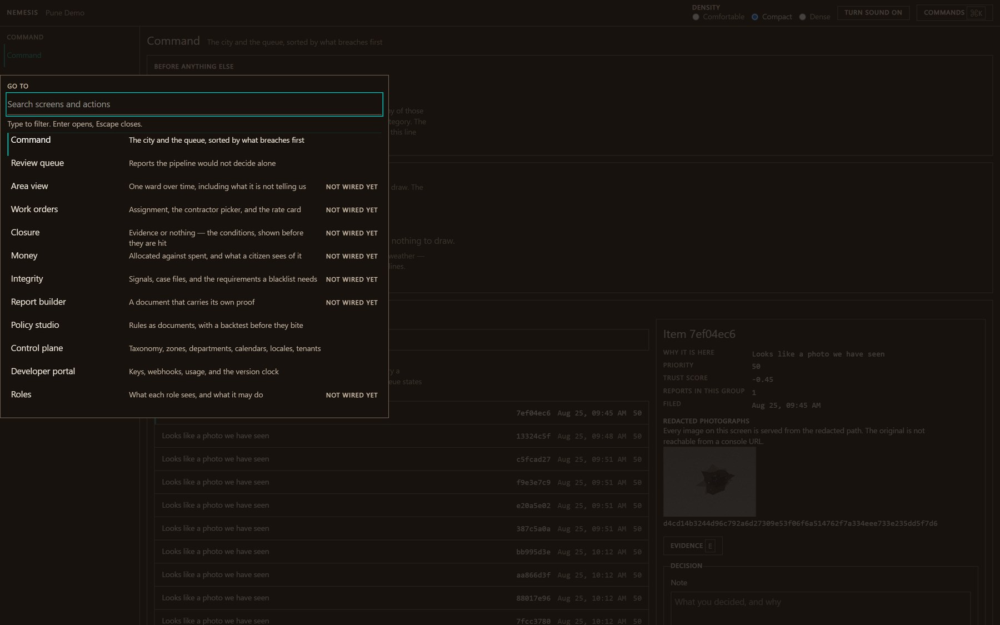 NEMESIS Pune Demo
DENSITY
Comfortable Compact Dense
TURN SOUND ON
COMMANDS ⌘K
COMMAND
Command
Command The city and the queue, sorted by what breaches first
BEFORE ANYTHING ELSE
GO TO
Search screens and actions
Type to filter. Enter opens, Escape closes.
Command The city and the queue, sorted by what breaches first
Review queue Reports the pipeline would not decide alone
Area view One ward over time, including what it is not telling us NOT WIRED YET
Work orders Assignment, the contractor picker, and the rate card NOT WIRED YET
Closure Evidence or nothing — the conditions, shown before NOT WIRED YET
they are hit
Money Allocated against spent, and what a citizen sees of it NOT WIRED YET
Integrity Signals, case files, and the requirements a blacklist needs NOT WIRED YET
Report builder A document that carries its own proof NOT WIRED YET
Policy studio Rules as documents, with a backtest before they bite
Control plane Taxonomy, zones, departments, calendars, locales, tenants
Developer portal Keys, webhooks, usage, and the version clock
Roles What each role sees, and what it may do NOT WIRED YET
of those
The
this line
draw. The
nothing to draw.
weather —
lines.
a
states
7ef04ec6 Aug 25, 09:45 AM 50
Looks like a photo we have seen 13324c5f Aug 25, 09:48 AM 50
Looks like a photo we have seen c5fcad27 Aug 25, 09:51 AM 50
Looks like a photo we have seen f9e3e7c9 Aug 25, 09:51 AM 50
Looks like a photo we have seen e20a5e02 Aug 25, 09:51 AM 50
Looks like a photo we have seen 387c5a0a Aug 25, 09:51 AM 50
Looks like a photo we have seen bb995d3e Aug 25, 10:12 AM 50
Looks like a photo we have seen aa866d3f Aug 25, 10:12 AM 50
Looks like a photo we have seen 88017e96 Aug 25, 10:12 AM 50
Looks like a photo we have seen 7fcc3780 Aug 25, 10:12 AM 50
Item 7ef04ec6
WHY IT IS HERE Looks like a photo we have seen
PRIORITY 50
TRUST SCORE -0.45
REPORTS IN THIS GROUP 1
FILED Aug 25, 09:45 AM
REDACTED PHOTOGRAPHS
Every image on this screen is served from the redacted path. The original is not
reachable from a console URL.
d4cd14b3244d96c792a6d27309e53f06f6a514762f7a334eee733e235dd5f7d6
EVIDENCE E
DECISION
Note
What you decided, and why